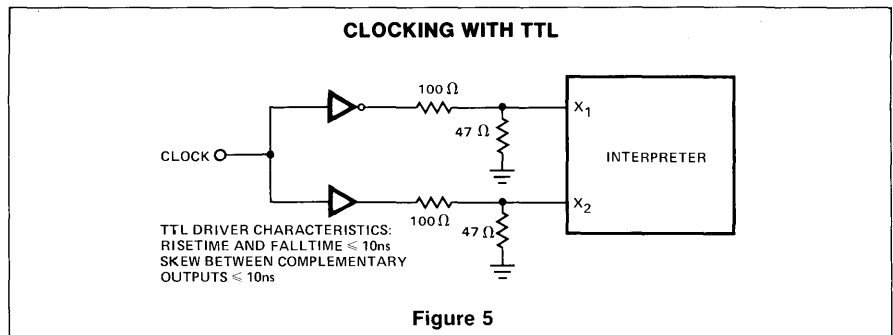 CLOCKING WITH TTL
100 Ω
X1
47 Ω
CLOCK
INTERPRETER
X2
100 Ω
47 Ω
TTL DRIVER CHARACTERISTICS:
RISETIME AND FALLTIME ≤ 10ns
SKEW BETWEEN COMPLEMENTARY
OUTPUTS ≤ 10ns
Figure 5